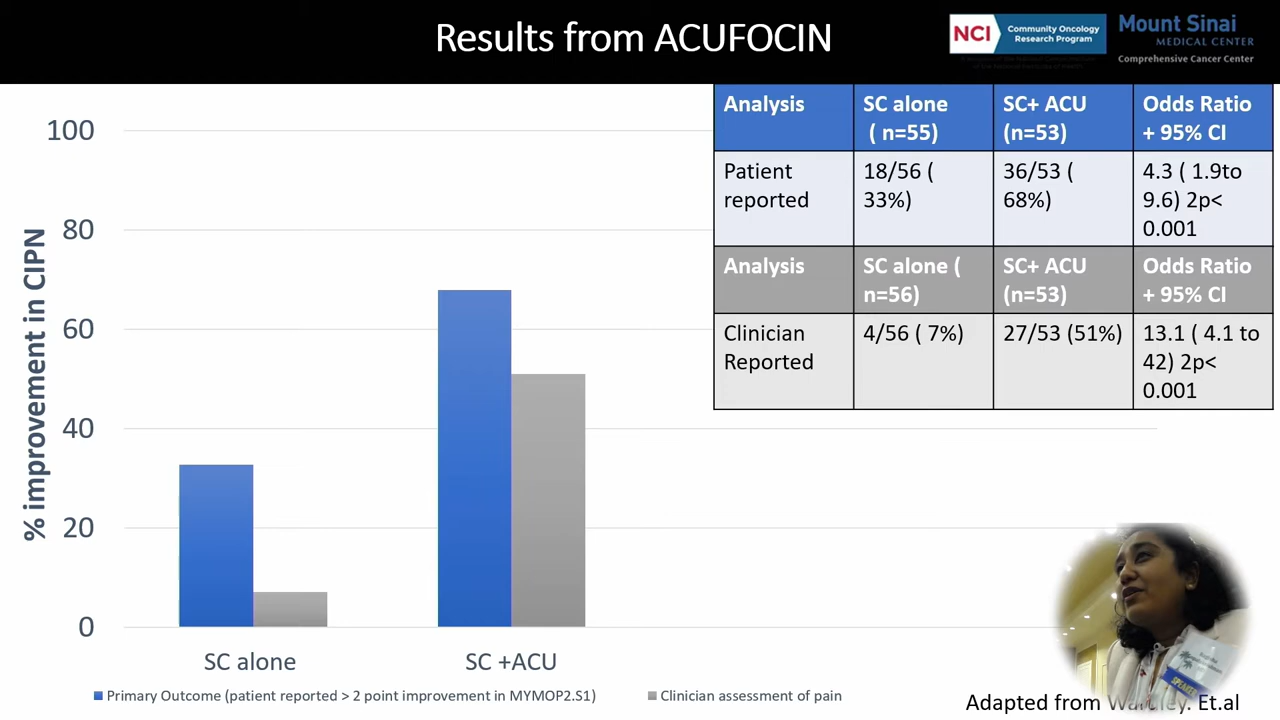 Results from ACUFOCIN
NCI
Community Oncology
Research Program
Mount Sinai
MEDICAL CENTER
Comprehensive Cancer Center
Analysis
SC alone
( n=55)
SC+ ACU
(n=53)
Odds Ratio
+ 95% CI
Patient
reported
18/56 (
33%)
36/53 (
68%)
4.3 ( 1.9to
9.6) 2p<
0.001
Analysis
SC alone (
n=56)
SC+ ACU
(n=53)
Odds Ratio
+ 95% CI
Clinician
Reported
4/56 ( 7%)
27/53 (51%)
13.1 ( 4.1 to
42) 2p<
0.001
% improvement in CIPN
100
80
60
40
20
0
SC alone
SC +ACU
Primary Outcome (patient reported > 2 point improvement in MYMOP2.S1)
Clinician assessment of pain
Adapted from Et.al
SPEAKER